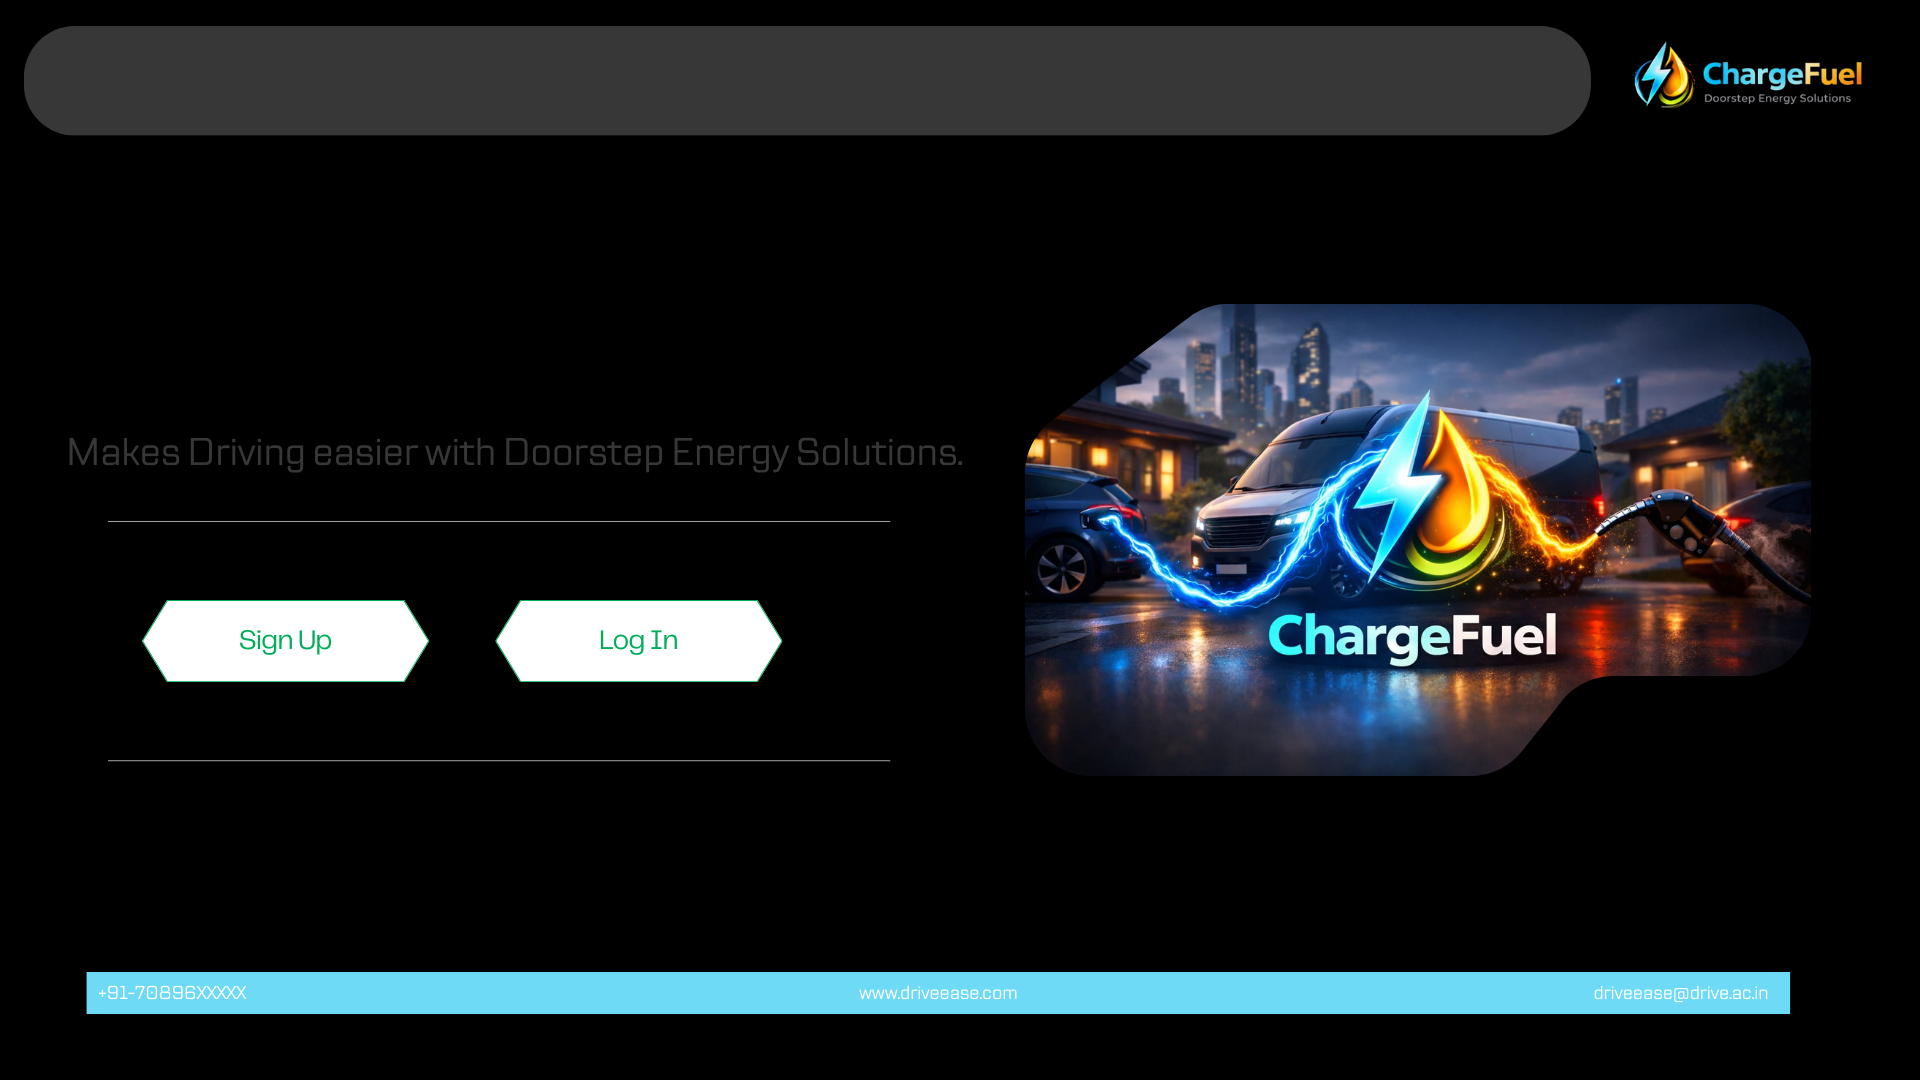 ChargeFuel
Doorstep Energy Solutions
Makes Driving easier with Doorstep Energy Solutions.
Sign Up
Log In
ChargeFuel
+91-70896XXXXX
www.driveease.com
driveease@drive.ac.in